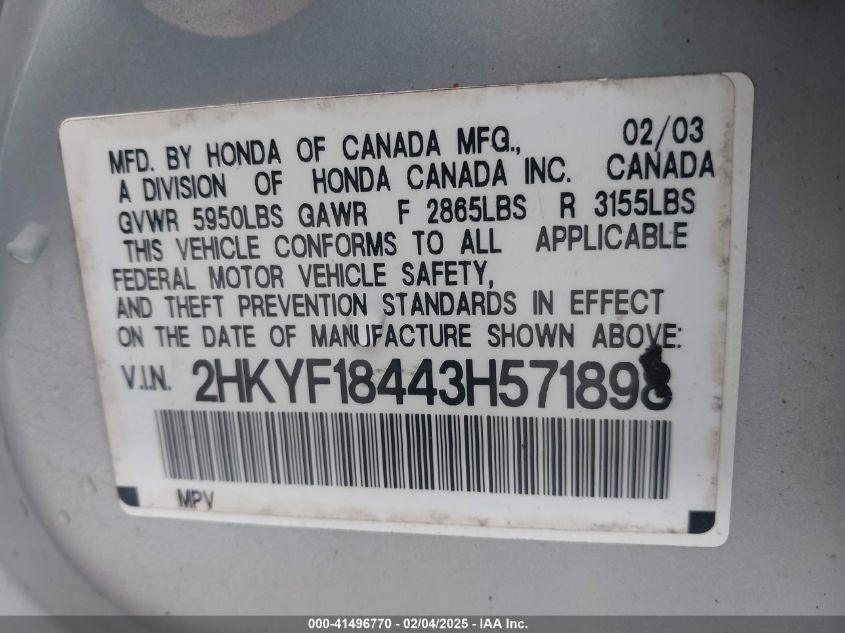 MFD. BY HONDA OF CANADA MFG., 02/03
A DIVISION OF HONDA CANADA INC. CANADA
GVWR 5950LBS GAWR F 2865LBS R 3155LBS
THIS VEHICLE CONFORMS TO ALL APPLICABLE
FEDERAL MOTOR VEHICLE SAFETY,
AND THEFT PREVENTION STANDARDS IN EFFECT
ON THE DATE OF MANUFACTURE SHOWN ABOVE:
V.I.N. 2HKYF18443H571898
MPV
000-41496770 - 02/04/2025 - IAA Inc.